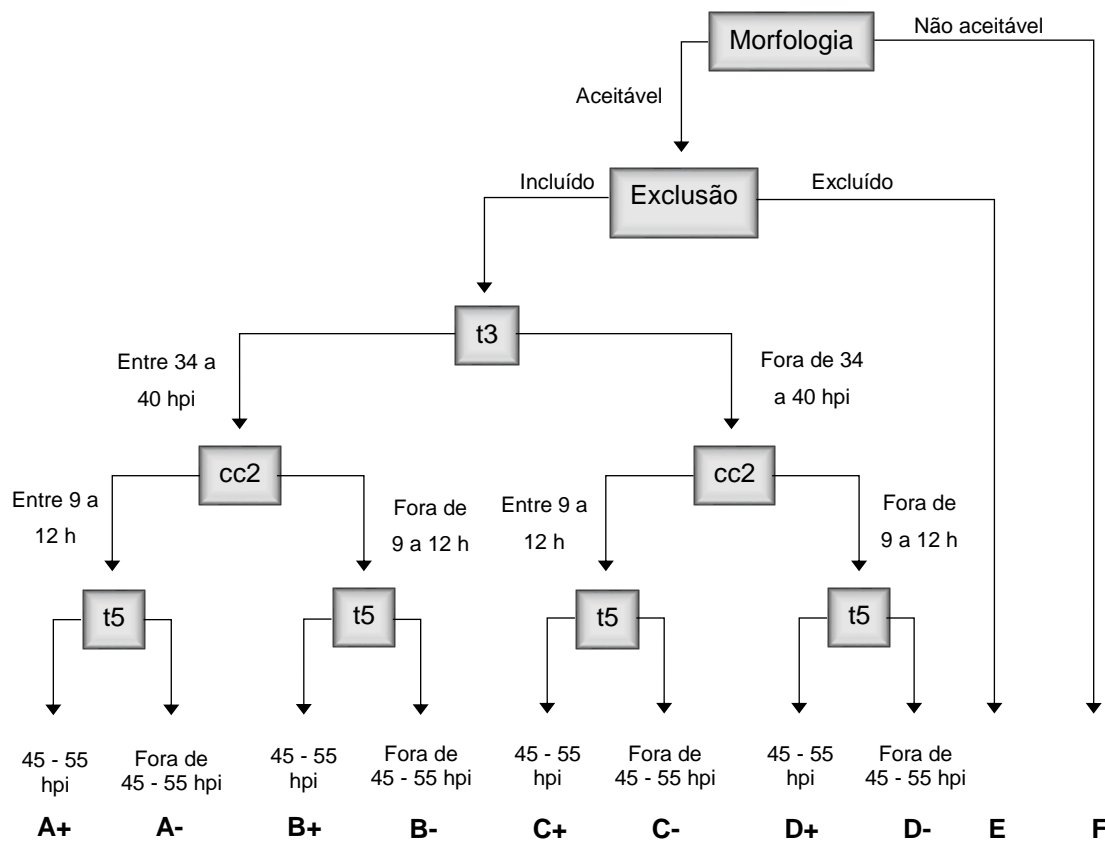 Morfologia
Não aceitável
Aceitável
Incluído
Exclusão
Excluído
t3
Entre 34 a
40 hpi
Fora de 34
a 40 hpi
cc2
cc2
Entre 9 a
12 h
Fora de
9 a 12 h
Entre 9 a
12 h
Fora de
9 a 12 h
t5
t5
t5
t5
45 - 55
hpi
Fora de
45 - 55 hpi
45 - 55
hpi
Fora de
45 - 55 hpi
45 - 55
hpi
Fora de
45 - 55 hpi
45 - 55
hpi
Fora de
45 - 55 hpi
A+ A- B+ B- C+ C- D+ D- E F